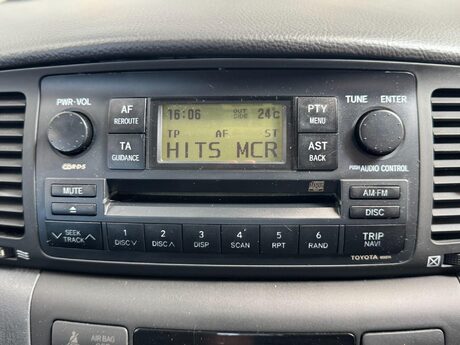 PWR·VOL
AF
REROUTE
16:06
OUT
SIDE
24c
TP AF ST
HITS MCR
PTY
MENU
TUNE ENTER
TA
GUIDANCE
AST
BACK
PUSH AUDIO CONTROL
MUTE
AM·FM
DISC
SEEK
TRACK
1
DISC
2
DISC
3
DISP
4
SCAN
5
RPT
6
RAND
TRIP
NAVI
TOYOTA
AIR BAG